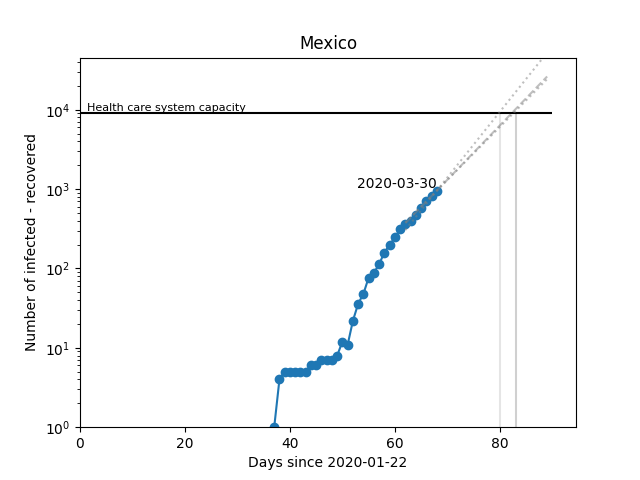 Mexico
Number of infected - recovered
10^4
10^3
10^2
10^1
10^0
Health care system capacity
2020-03-30
0 20 40 60 80
Days since 2020-01-22